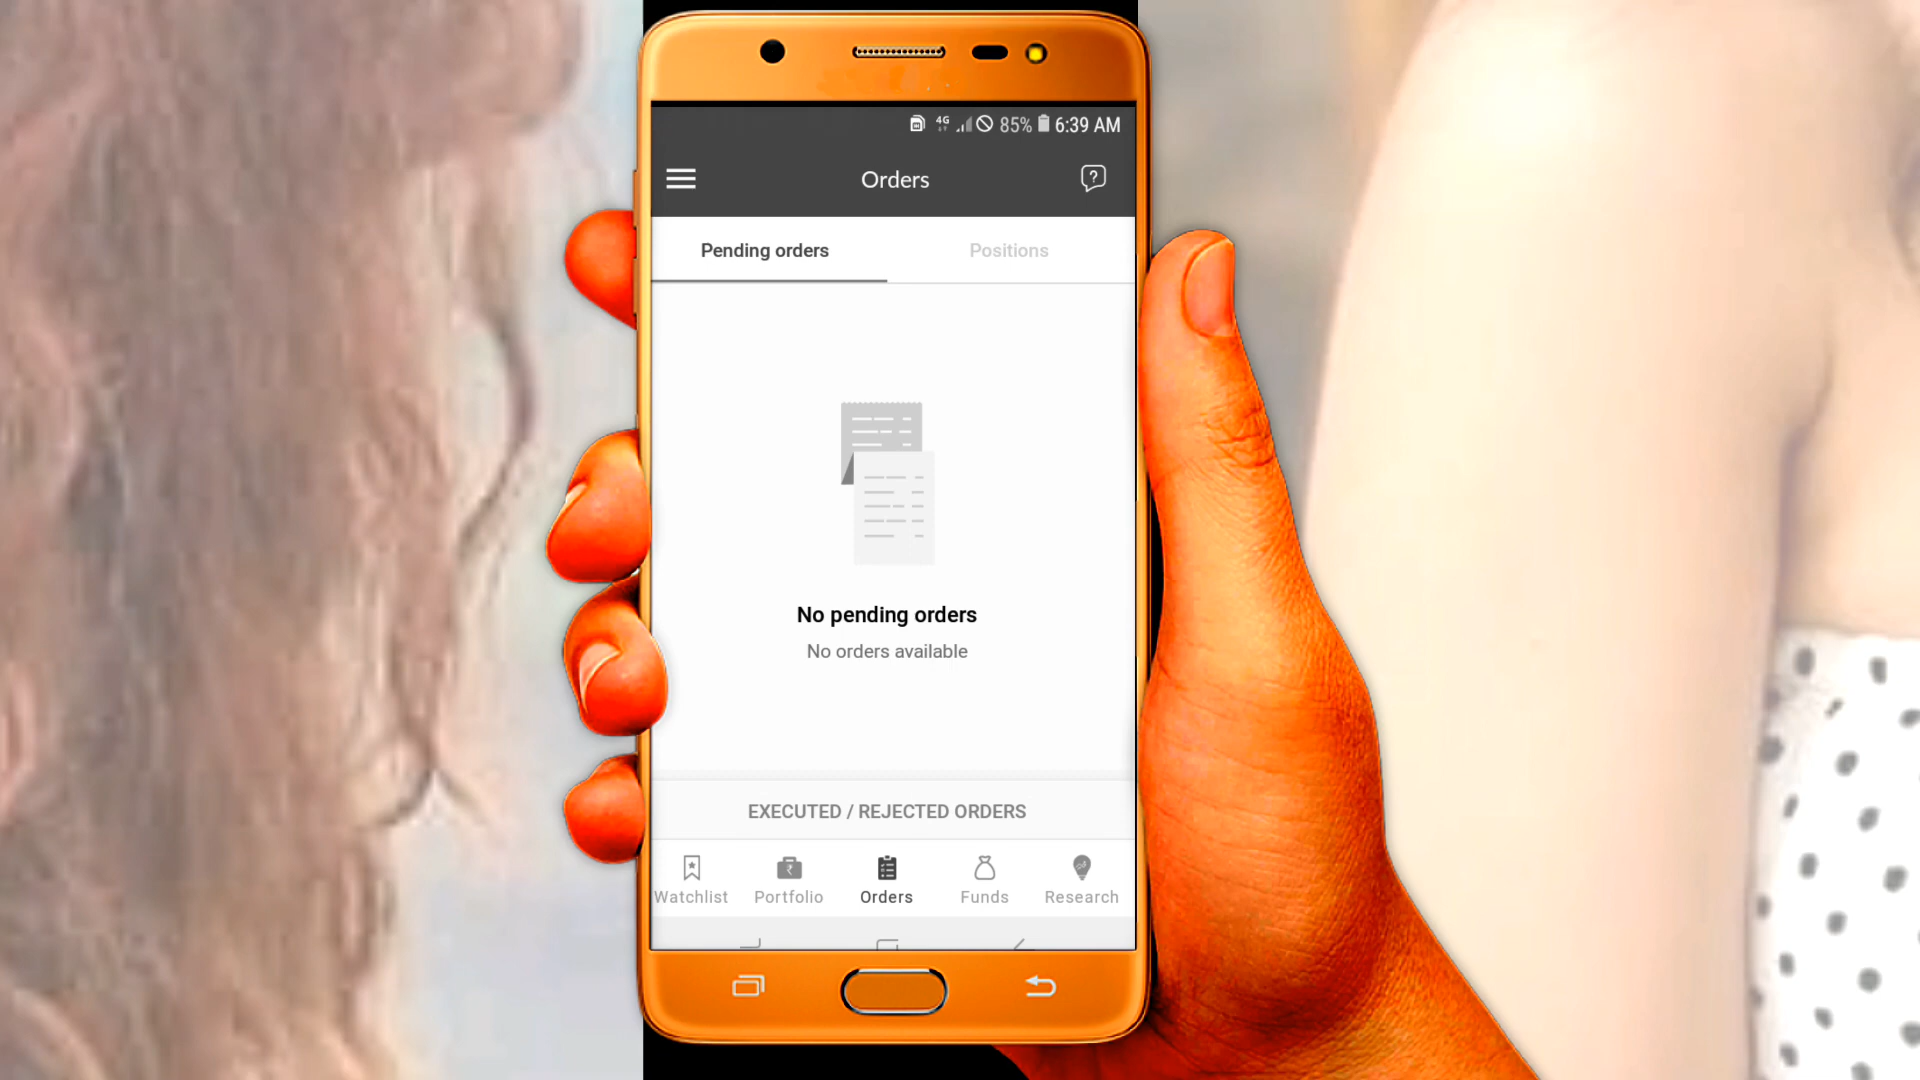 4G 85% 6:39 AM
Orders
Pending orders Positions
No pending orders
No orders available
EXECUTED / REJECTED ORDERS
Watchlist Portfolio Orders Funds Research